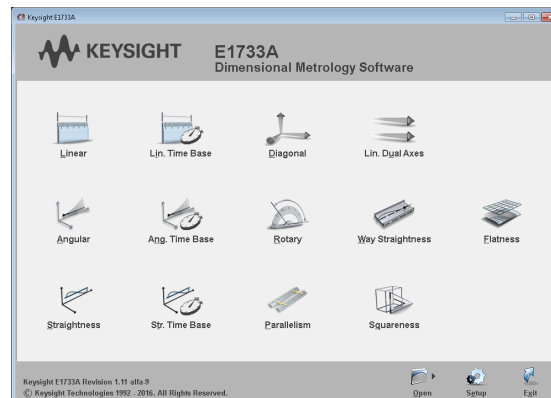 Keysight E1733A
KEYSIGHT
E1733A
Dimensional Metrology Software
Linear
Lin. Time Base
Diagonal
Lin. Dual Axes
Angular
Ang. Time Base
Rotary
Way Straightness
Flatness
Straightness
Str. Time Base
Parallelism
Squareness
Keysight E1733A Revision 1.11 alfa-9
© Keysight Technologies 1992 - 2016. All Rights Reserved.
Open
Setup
Exit